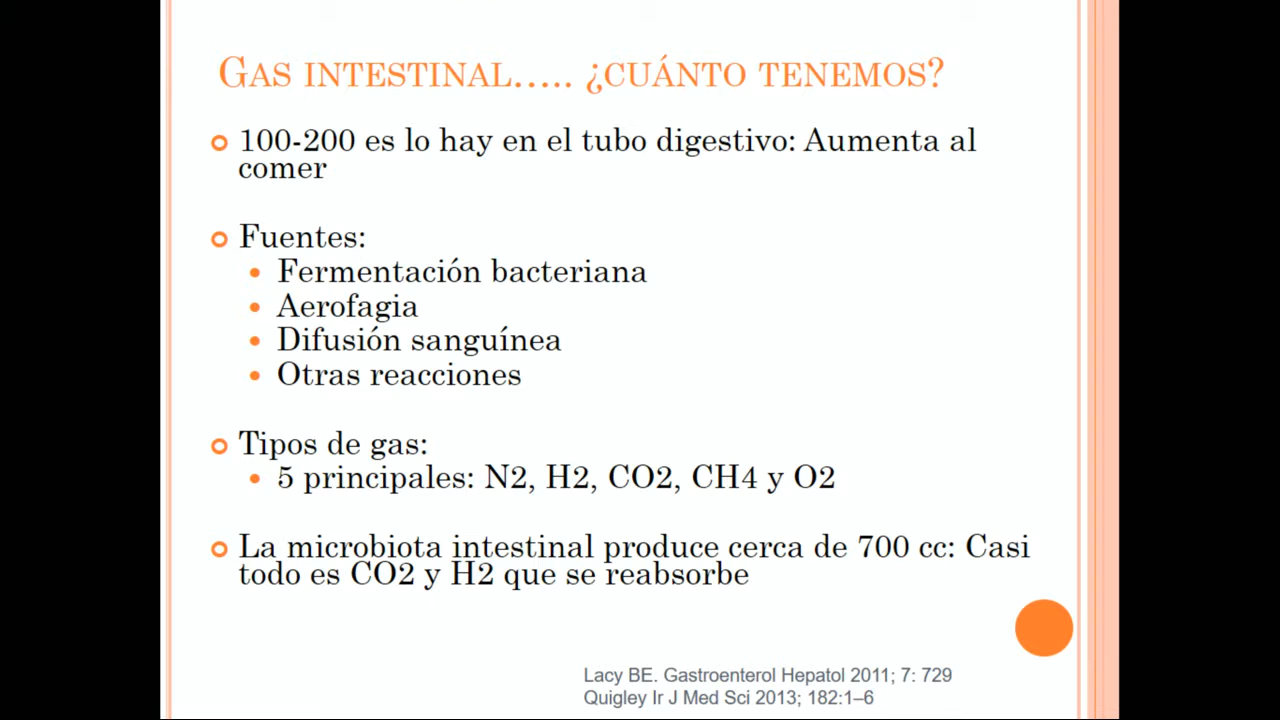 Gas intestinal..... ¿cuánto tenemos?
100-200 es lo hay en el tubo digestivo: Aumenta al
comer
Fuentes:
Fermentación bacteriana
Aerofagia
Difusión sanguínea
Otras reacciones
Tipos de gas:
5 principales: N2, H2, CO2, CH4 y O2
La microbiota intestinal produce cerca de 700 cc: Casi
todo es CO2 y H2 que se reabsorbe
Lacy BE. Gastroenterol Hepatol 2011; 7: 729
Quigley Ir J Med Sci 2013; 182:1–6